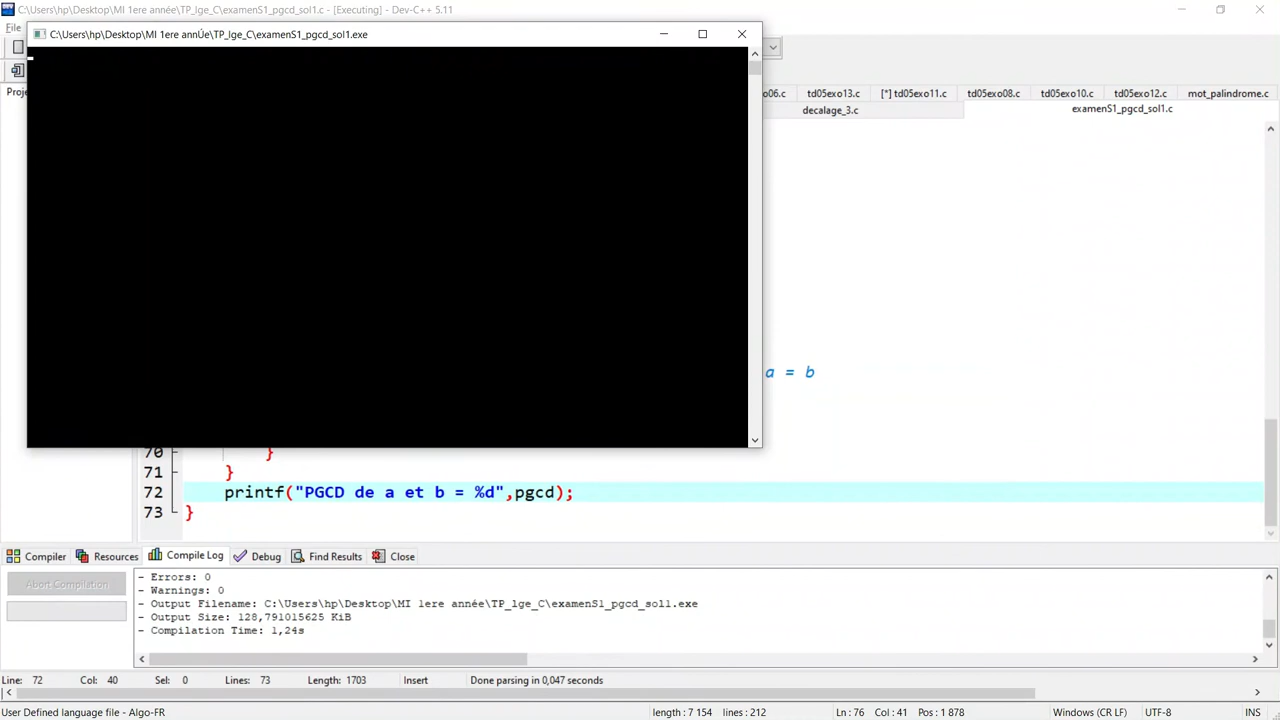 C:\Users\hp\Desktop\MI 1ere année\TP_lge_C\examenS1_pgcd_sol1.c - [Executing] - Dev-C++ 5.11
File
C:\Users\hp\Desktop\MI 1ere annÚe\TP_lge_C\examenS1_pgcd_sol1.exe
Proje
o06.c td05exo13.c [*] td05exo11.c td05exo08.c td05exo10.c td05exo12.c mot_palindrome.c
decalage_3.c examenS1_pgcd_sol1.c
a = b
70 }
71 }
72 printf("PGCD de a et b = %d",pgcd);
73 }
Compiler Resources Compile Log Debug Find Results Close
Abort Compilation
- Errors: 0
- Warnings: 0
- Output Filename: C:\Users\hp\Desktop\MI 1ere année\TP_lge_C\examenS1_pgcd_sol1.exe
- Output Size: 128,791015625 KiB
- Compilation Time: 1,24s
Line: 72 Col: 40 Sel: 0 Lines: 73 Length: 1703 Insert Done parsing in 0,047 seconds
User Defined language file - Algo-FR length : 7 154 lines : 212 Ln : 76 Col : 41 Pos : 1 878 Windows (CR LF) UTF-8 INS